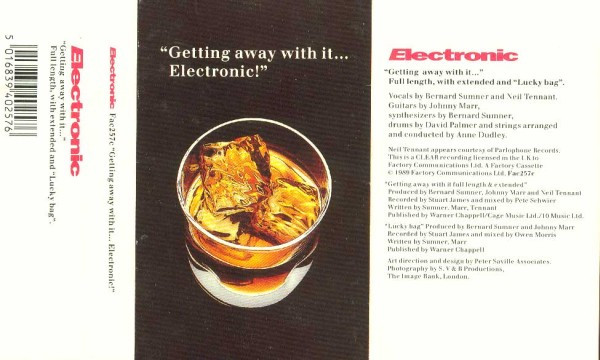 5 016839 402576
Electronic
"Getting away with it..."
Full length, with extended and "Lucky bag".
Electronic Fac257c "Getting away with it... Electronic!"
"Getting away with it...
Electronic!"
Electronic
"Getting away with it..."
Full length, with extended and "Lucky bag".
Vocals by Bernard Sumner and Neil Tennant.
Guitars by Johnny Marr,
synthesizers by Bernard Sumner,
drums by David Palmer and strings arranged
and conducted by Anne Dudley.
Neil Tennant appears courtesy of Parlophone Records.
This is a CLEAR recording licensed in the U K to
Factory Communications Ltd. A Factory Cassette
© 1989 Factory Communications Ltd. Fac257c
"Getting away with it full length & extended"
Produced by Bernard Sumner, Johnny Marr and Neil Tennant
Recorded by Stuart James and mixed by Pete Schwier
Written by Sumner, Marr, Tennant
Published by Warner Chappell/Cage Music Ltd./10 Music Ltd.
"Lucky bag" Produced by Bernard Sumner and Johnny Marr
Recorded by Stuart James and mixed by Owen Morris
Written by Sumner, Marr
Published by Warner Chappell
Art direction and design by Peter Saville Associates.
Photography by S, V & B Productions,
The Image Bank, London.